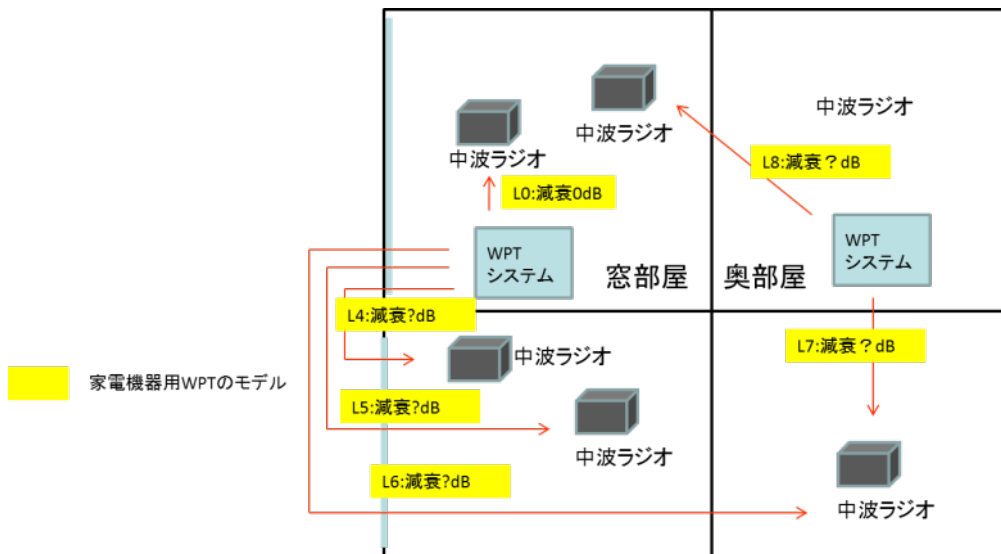 中波ラジオ
中波ラジオ
中波ラジオ
L8:減衰？dB
L0:減衰0dB
WPT
システム
窓部屋
奥部屋
WPT
システム
L4:減衰?dB
中波ラジオ
L7:減衰？dB
家電機器用WPTのモデル
L5:減衰?dB
中波ラジオ
L6:減衰?dB
中波ラジオ